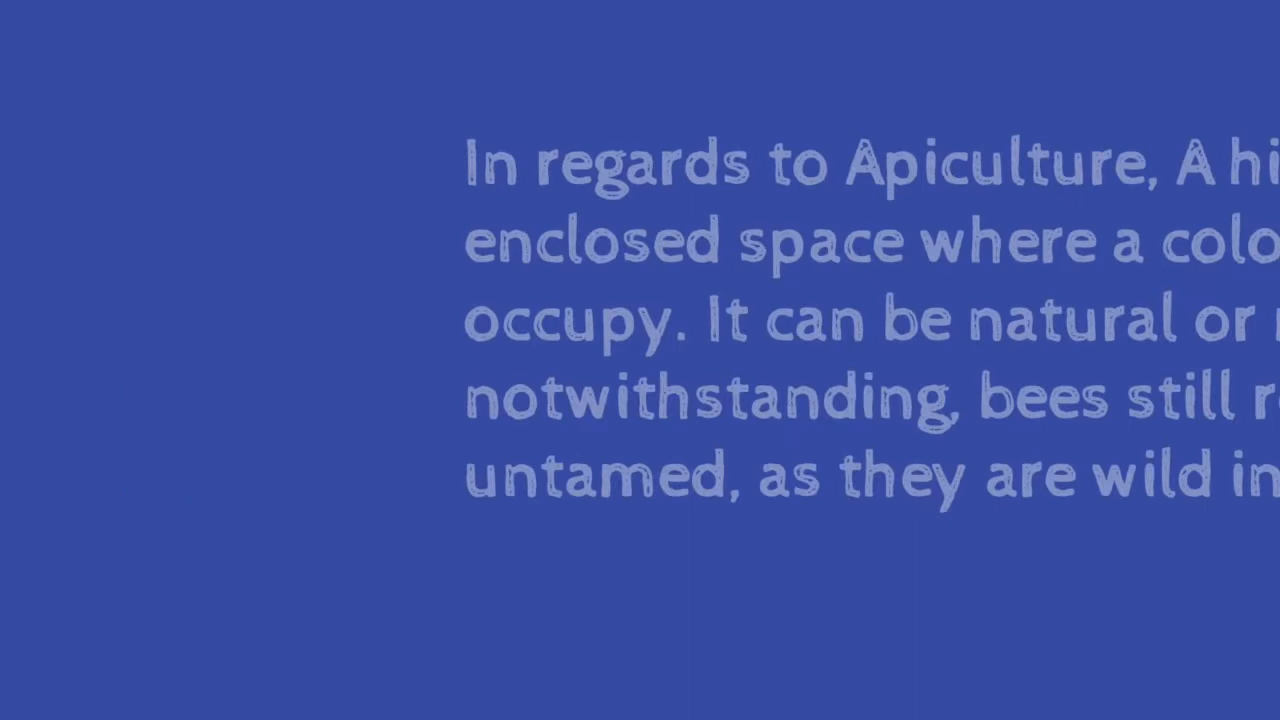 In regards to Apiculture, A hi
enclosed space where a colo
occupy. It can be natural or
notwithstanding, bees still r
untamed, as they are wild in